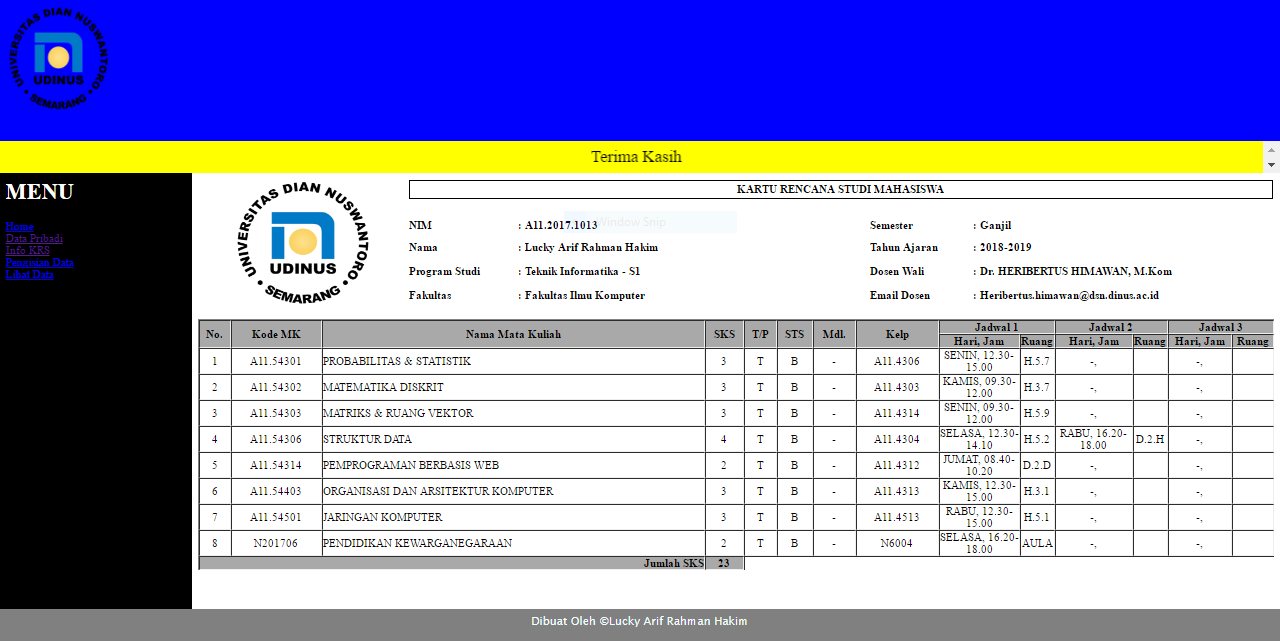 UNIVERSITAS DIAN NUSWANTORO
UDINUS
• SEMARANG •
Terima Kasih
MENU
Home
Data Pribadi
Info KRS
Pengisian Data
Lihat Data
UNIVERSITAS DIAN NUSWANTORO
UDINUS
• SEMARANG •
KARTU RENCANA STUDI MAHASISWA
Window Snip
NIM : A11.2017.1013 Semester : Ganjil
Nama : Lucky Arif Rahman Hakim Tahun Ajaran : 2018-2019
Program Studi : Teknik Informatika - S1 Dosen Wali : Dr. HERIBERTUS HIMAWAN, M.Kom
Fakultas : Fakultas Ilmu Komputer Email Dosen : Heribertus.himawan@dsn.dinus.ac.id
No. Kode MK Nama Mata Kuliah SKS T/P STS Mdl. Kelp Jadwal 1 Jadwal 2 Jadwal 3
Hari, Jam Ruang Hari, Jam Ruang Hari, Jam Ruang
1 A11.54301 PROBABILITAS & STATISTIK 3 T B - A11.4306 SENIN, 12.30-15.00 H.5.7 -, -,
2 A11.54302 MATEMATIKA DISKRIT 3 T B - A11.4303 KAMIS, 09.30-12.00 H.3.7 -, -,
3 A11.54303 MATRIKS & RUANG VEKTOR 3 T B - A11.4314 SENIN, 09.30-12.00 H.5.9 -, -,
4 A11.54306 STRUKTUR DATA 4 T B - A11.4304 SELASA, 12.30-14.10 H.5.2 RABU, 16.20-18.00 D.2.H -,
5 A11.54314 PEMPROGRAMAN BERBASIS WEB 2 T B - A11.4312 JUMAT, 08.40-10.20 D.2.D -, -,
6 A11.54403 ORGANISASI DAN ARSITEKTUR KOMPUTER 3 T B - A11.4313 KAMIS, 12.30-15.00 H.3.1 -, -,
7 A11.54501 JARINGAN KOMPUTER 3 T B - A11.4513 RABU, 12.30-15.00 H.5.1 -, -,
8 N201706 PENDIDIKAN KEWARGANEGARAAN 2 T B - N6004 SELASA, 16.20-18.00 AULA -, -,
Jumlah SKS 23
Dibuat Oleh ©Lucky Arif Rahman Hakim